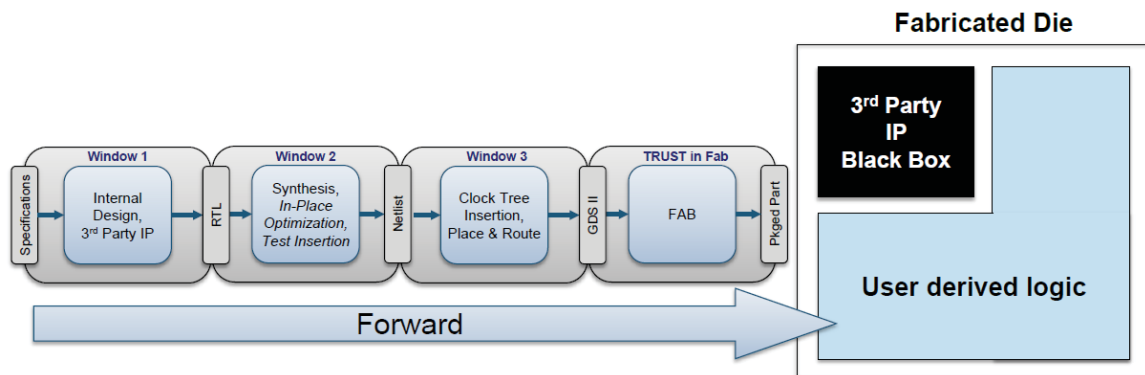 Fabricated Die
3rd Party
IP
Black Box
User derived logic
Window 1
Window 2
Window 3
TRUST in Fab
Specifications
Internal
Design,
3rd Party IP
RTL
Synthesis,
In-Place
Optimization,
Test Insertion
Netlist
Clock Tree
Insertion,
Place & Route
GDS II
FAB
Pkged Part
Forward